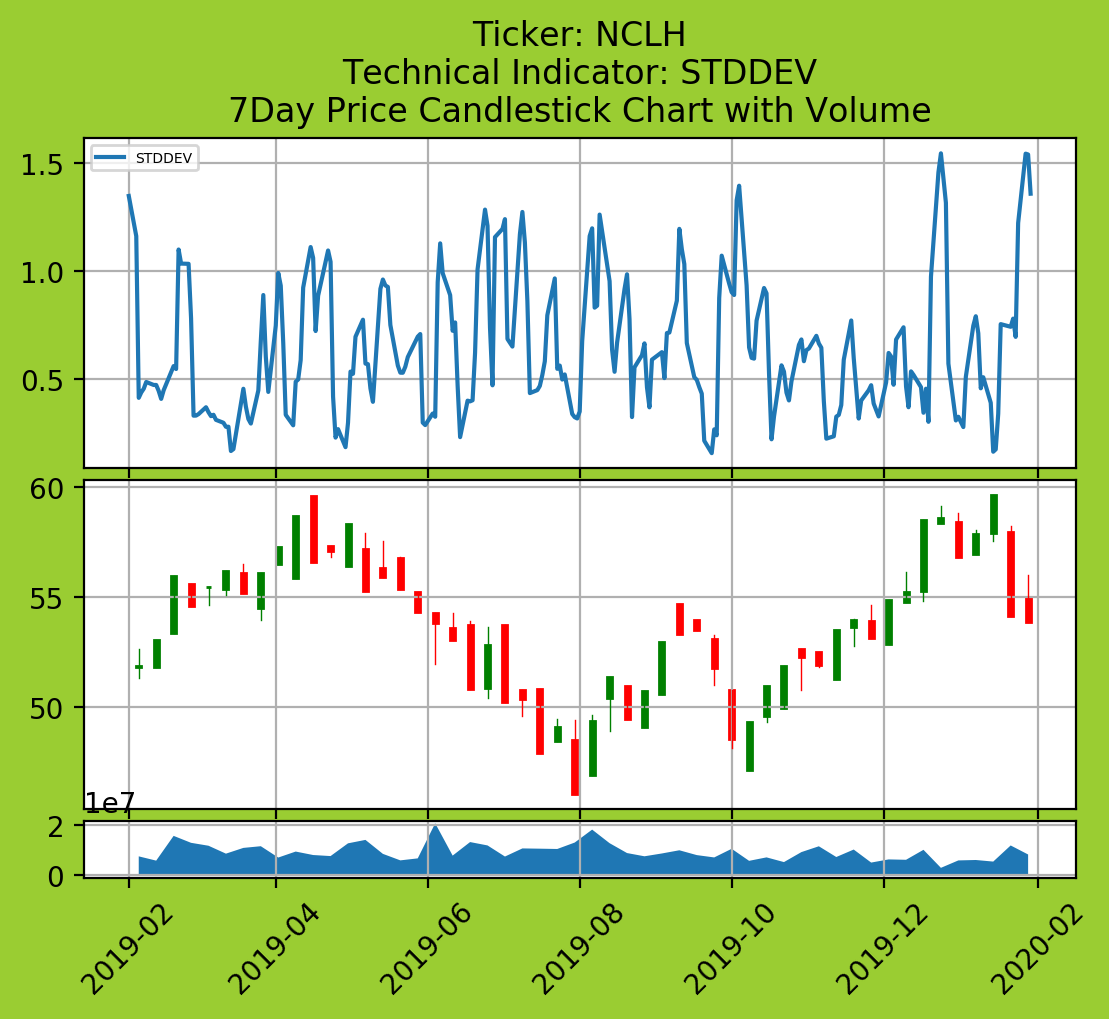 Ticker: NCLH
Technical Indicator: STDDEV
7Day Price Candlestick Chart with Volume
STDDEV
1.5
1.0
0.5
60
55
50
1e7
2
0
2019-02 2019-04 2019-06 2019-08 2019-10 2019-12 2020-02